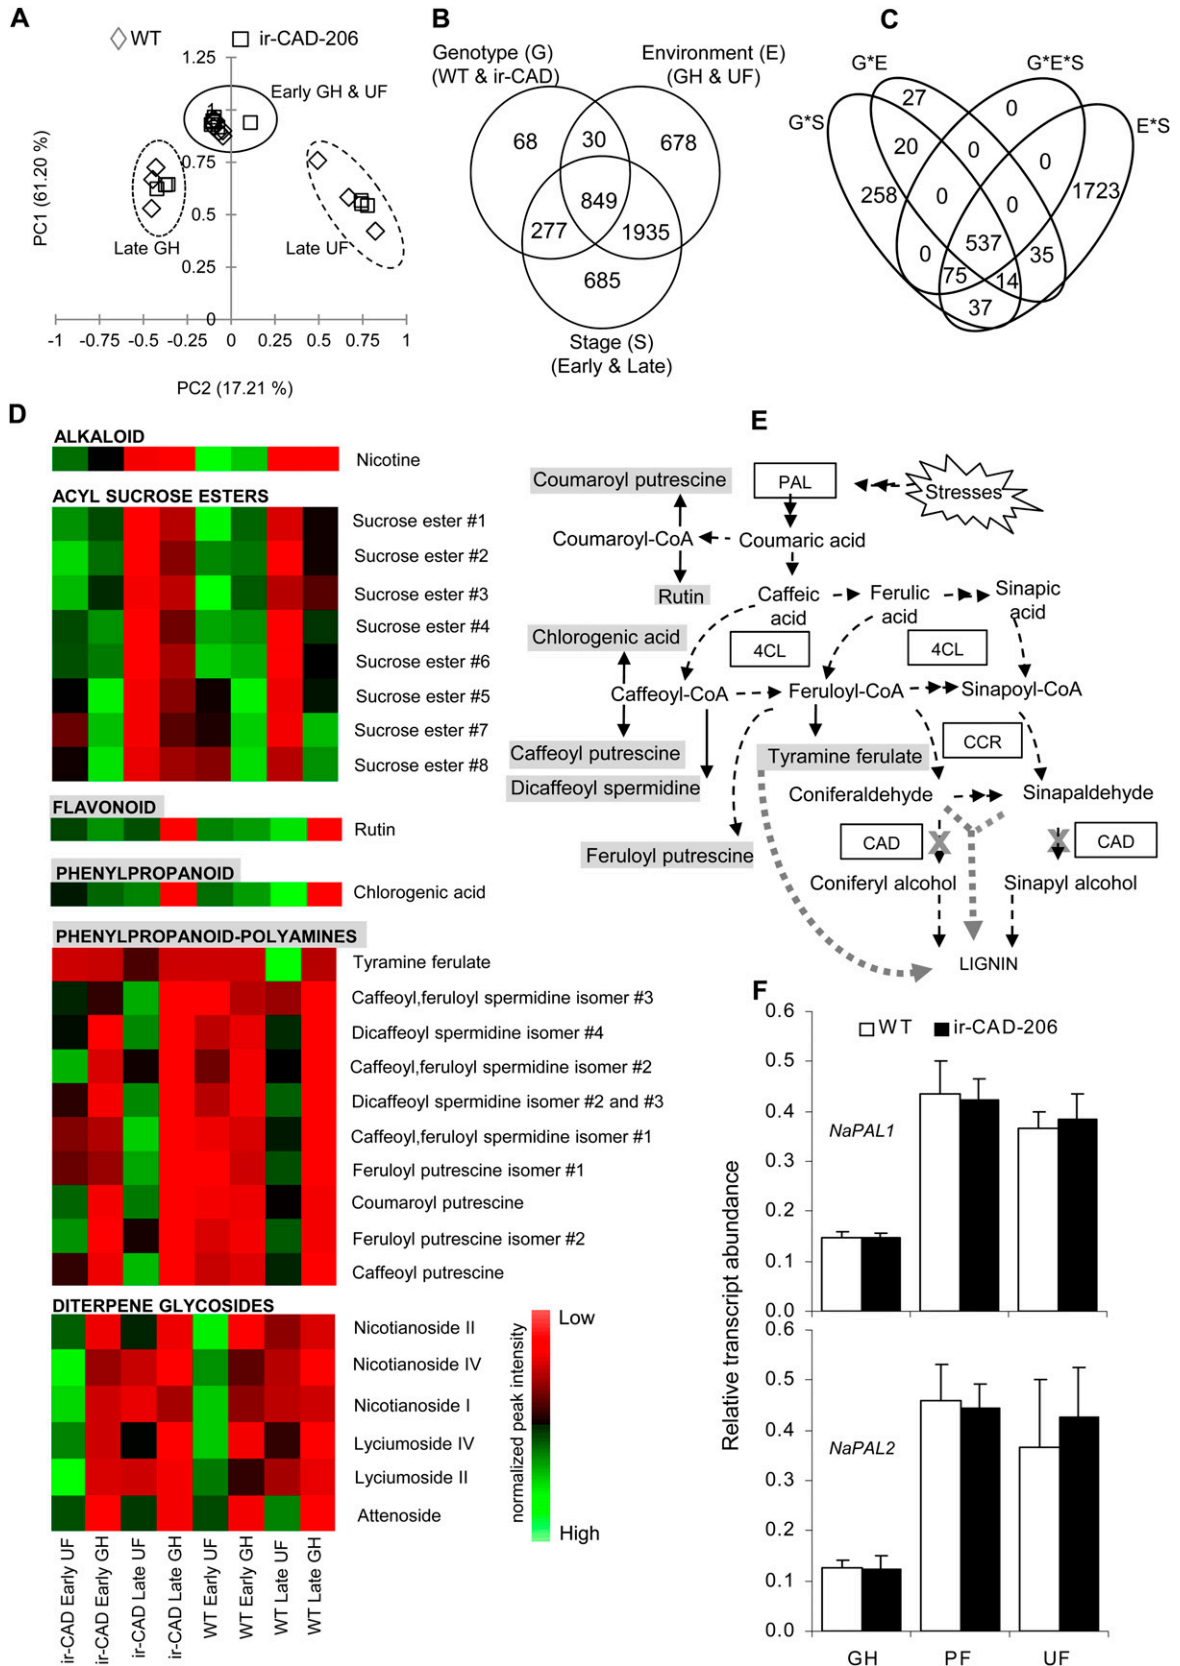 A
WT
ir-CAD-206
1.25
1
0.75
0.5
0.25
0
Early GH & UF
Late GH
Late UF
PC1 (61.20 %)
-1 -0.75 -0.5 -0.25 0 0.25 0.5 0.75 1
PC2 (17.21 %)
B
Genotype (G)
(WT & ir-CAD)
Environment (E)
(GH & UF)
68
30
678
849
277
1935
685
Stage (S)
(Early & Late)
C
G*E
G*E*S
G*S
E*S
27
0
20
0
0
258
0
0
1723
0
537
35
75
14
37
D
ALKALOID
Nicotine
ACYL SUCROSE ESTERS
Sucrose ester #1
Sucrose ester #2
Sucrose ester #3
Sucrose ester #4
Sucrose ester #6
Sucrose ester #5
Sucrose ester #7
Sucrose ester #8
FLAVONOID
Rutin
PHENYLPROPANOID
Chlorogenic acid
PHENYLPROPANOID-POLYAMINES
Tyramine ferulate
Caffeoyl,feruloyl spermidine isomer #3
Dicaffeoyl spermidine isomer #4
Caffeoyl,feruloyl spermidine isomer #2
Dicaffeoyl spermidine isomer #2 and #3
Caffeoyl,feruloyl spermidine isomer #1
Feruloyl putrescine isomer #1
Coumaroyl putrescine
Feruloyl putrescine isomer #2
Caffeoyl putrescine
DITERPENE GLYCOSIDES
Nicotianoside II
Nicotianoside IV
Nicotianoside I
Lyciumoside IV
Lyciumoside II
Attenoside
ir-CAD Early UF
ir-CAD Early GH
ir-CAD Late UF
ir-CAD Late GH
WT Early UF
WT Early GH
WT Late UF
WT Late GH
normalized peak intensity
Low
High
E
Coumaroyl putrescine
PAL
Stresses
Coumaroyl-CoA
Coumaric acid
Rutin
Caffeic
acid
Ferulic
acid
Sinapic
acid
Chlorogenic acid
4CL
4CL
Caffeoyl-CoA
Feruloyl-CoA
Sinapoyl-CoA
Caffeoyl putrescine
Tyramine ferulate
CCR
Dicaffeoyl spermidine
Coniferaldehyde
Sinapaldehyde
Feruloyl putrescine
CAD
CAD
Coniferyl alcohol
Sinapyl alcohol
LIGNIN
F
WT
ir-CAD-206
Relative transcript abundance
0.6
0.5
0.4
0.3
0.2
0.1
0.0
NaPAL1
0.6
0.5
0.4
0.3
0.2
0.1
0.0
NaPAL2
GH PF UF